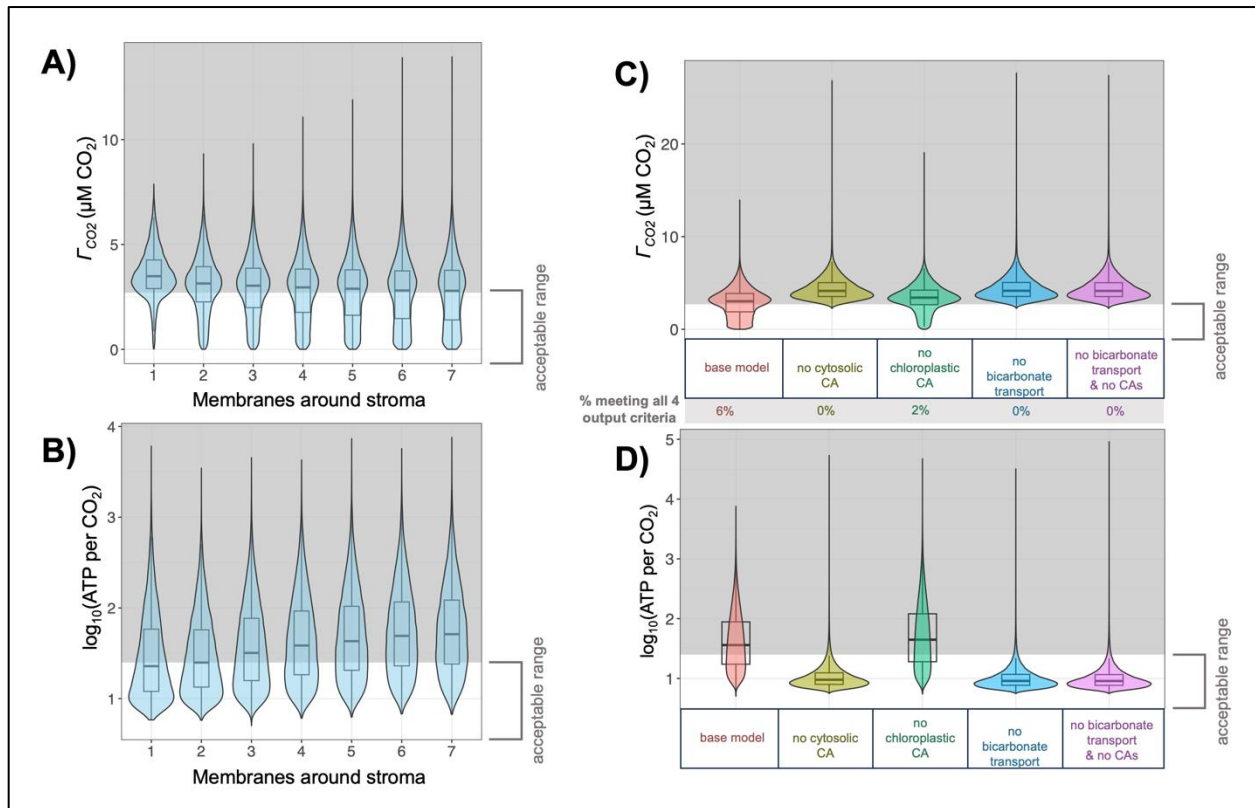 A)
Γ_CO2 (µM CO₂)
10
5
0
1 2 3 4 5 6 7
Membranes around stroma
acceptable range
B)
log₁₀(ATP per CO₂)
4
3
2
1
1 2 3 4 5 6 7
Membranes around stroma
acceptable range
C)
Γ_CO2 (µM CO₂)
20
10
0
acceptable range
base model
no cytosolic
CA
no
chloroplastic
CA
no
bicarbonate
transport
no bicarbonate
transport
& no CAs
% meeting all 4
output criteria
6% 0% 2% 0% 0%
D)
log₁₀(ATP per CO₂)
5
4
3
2
1
acceptable range
base model
no cytosolic CA
no
chloroplastic
CA
no
bicarbonate
transport
no bicarbonate
transport
& no CAs